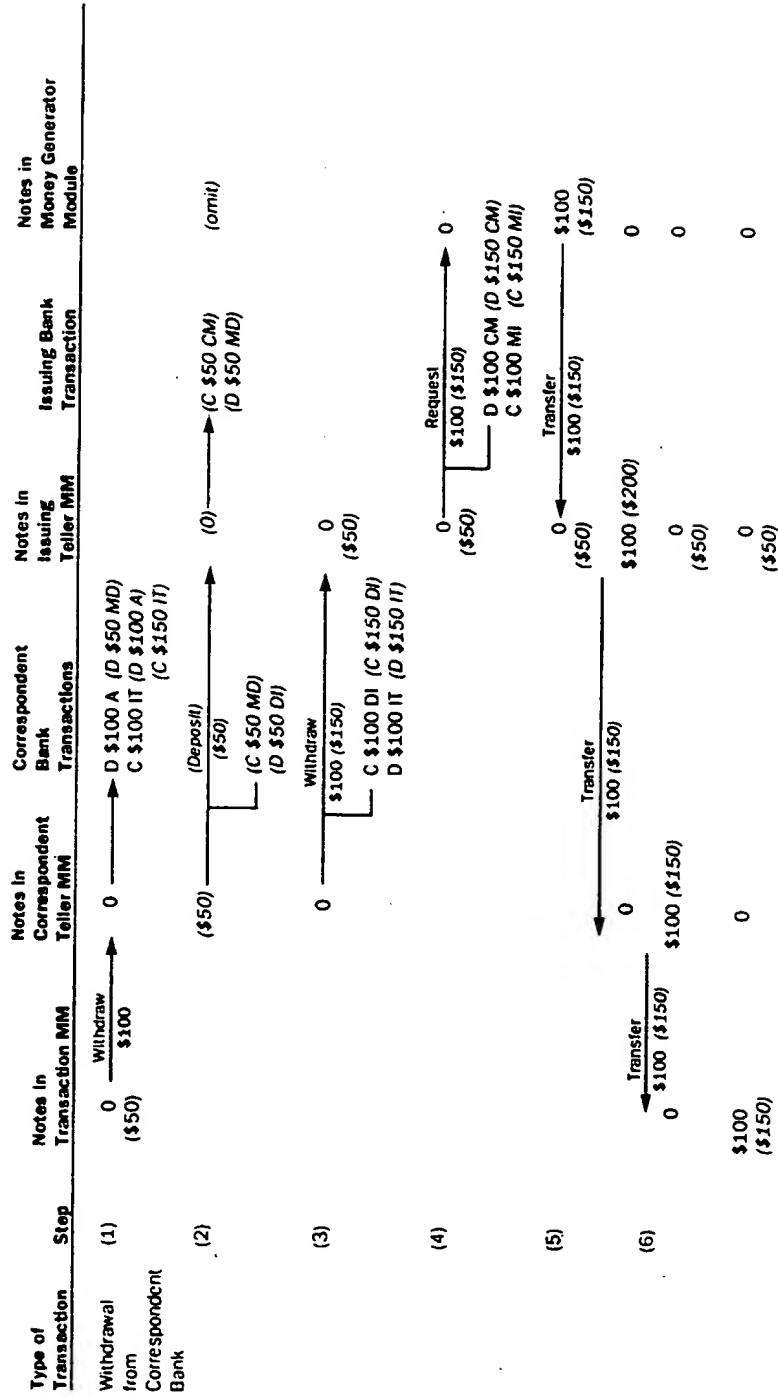 Type of Transaction
Step
Notes in Transaction MM
Notes in Correspondent Teller MM
Correspondent Bank Transactions
Notes in Issuing Teller MM
Issuing Bank Transaction
Notes in Money Generator Module
Withdrawal from Correspondent Bank
(1)
0
($50)
Withdraw
$100
0
D $100 A (D $50 MD)
C $100 IT (D $100 A)
(C $150 IT)
(2)
($50)
(Deposit)
($50)
(C $50 MD)
(D $50 DI)
(0)
(C $50 CM)
(D $50 MD)
(omit)
(3)
0
Withdraw
$100 ($150)
C $100 DI (C $150 DI)
D $100 IT (D $150 IT)
0
($50)
(4)
0
($50)
Request
$100 ($150)
D $100 CM (D $150 CM)
C $100 MI (C $150 MI)
0
(5)
0
($50)
Transfer
$100 ($150)
$100
($150)
(6)
0
Transfer
$100 ($150)
$100 ($200)
0
0
Transfer
$100 ($150)
$100 ($150)
0
($50)
0
$100
($150)
0
0
($50)
0